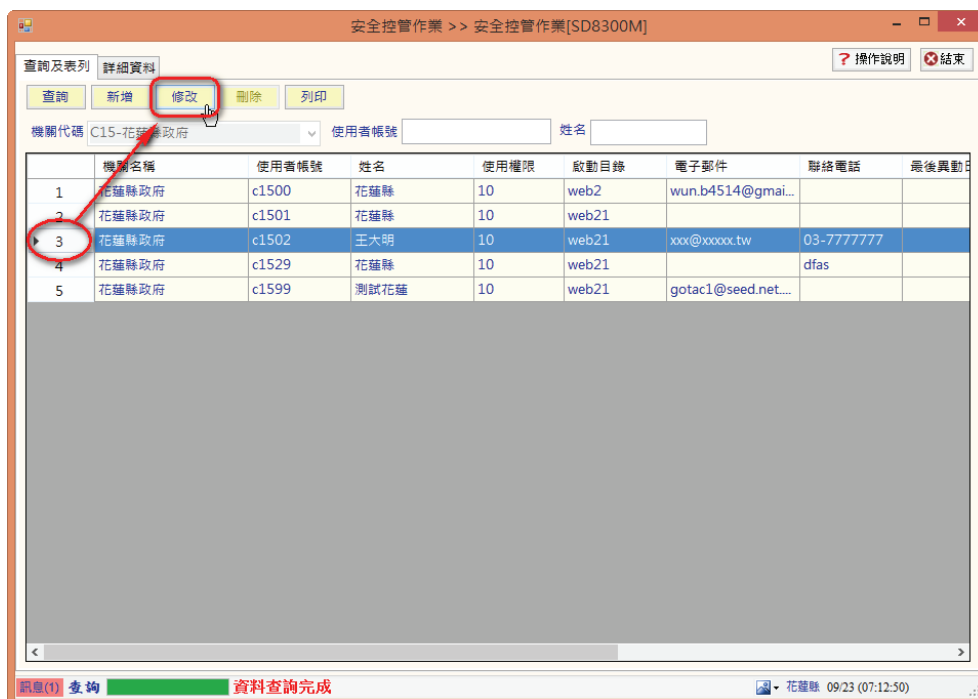 安全控管作業 >> 安全控管作業[SD8300M]
查詢及表列 詳細資料 ? 操作說明 結束
查詢 新增 修改 刪除 列印
機關代碼 C15-花蓮縣政府 使用者帳號 姓名
機關名稱 使用者帳號 姓名 使用權限 啟動目錄 電子郵件 聯絡電話 最後異動日
1 花蓮縣政府 c1500 花蓮縣 10 web2 wun.b4514@gmai...
2 花蓮縣政府 c1501 花蓮縣 10 web21
3 花蓮縣政府 c1502 王大明 10 web21 xxx@xxxxx.tw 03-7777777
4 花蓮縣政府 c1529 花蓮縣 10 web21 dfas
5 花蓮縣政府 c1599 測試花蓮 10 web21 gotac1@seed.net....
訊息(1) 查詢 資料查詢完成 花蓮縣 09/23 (07:12:50)